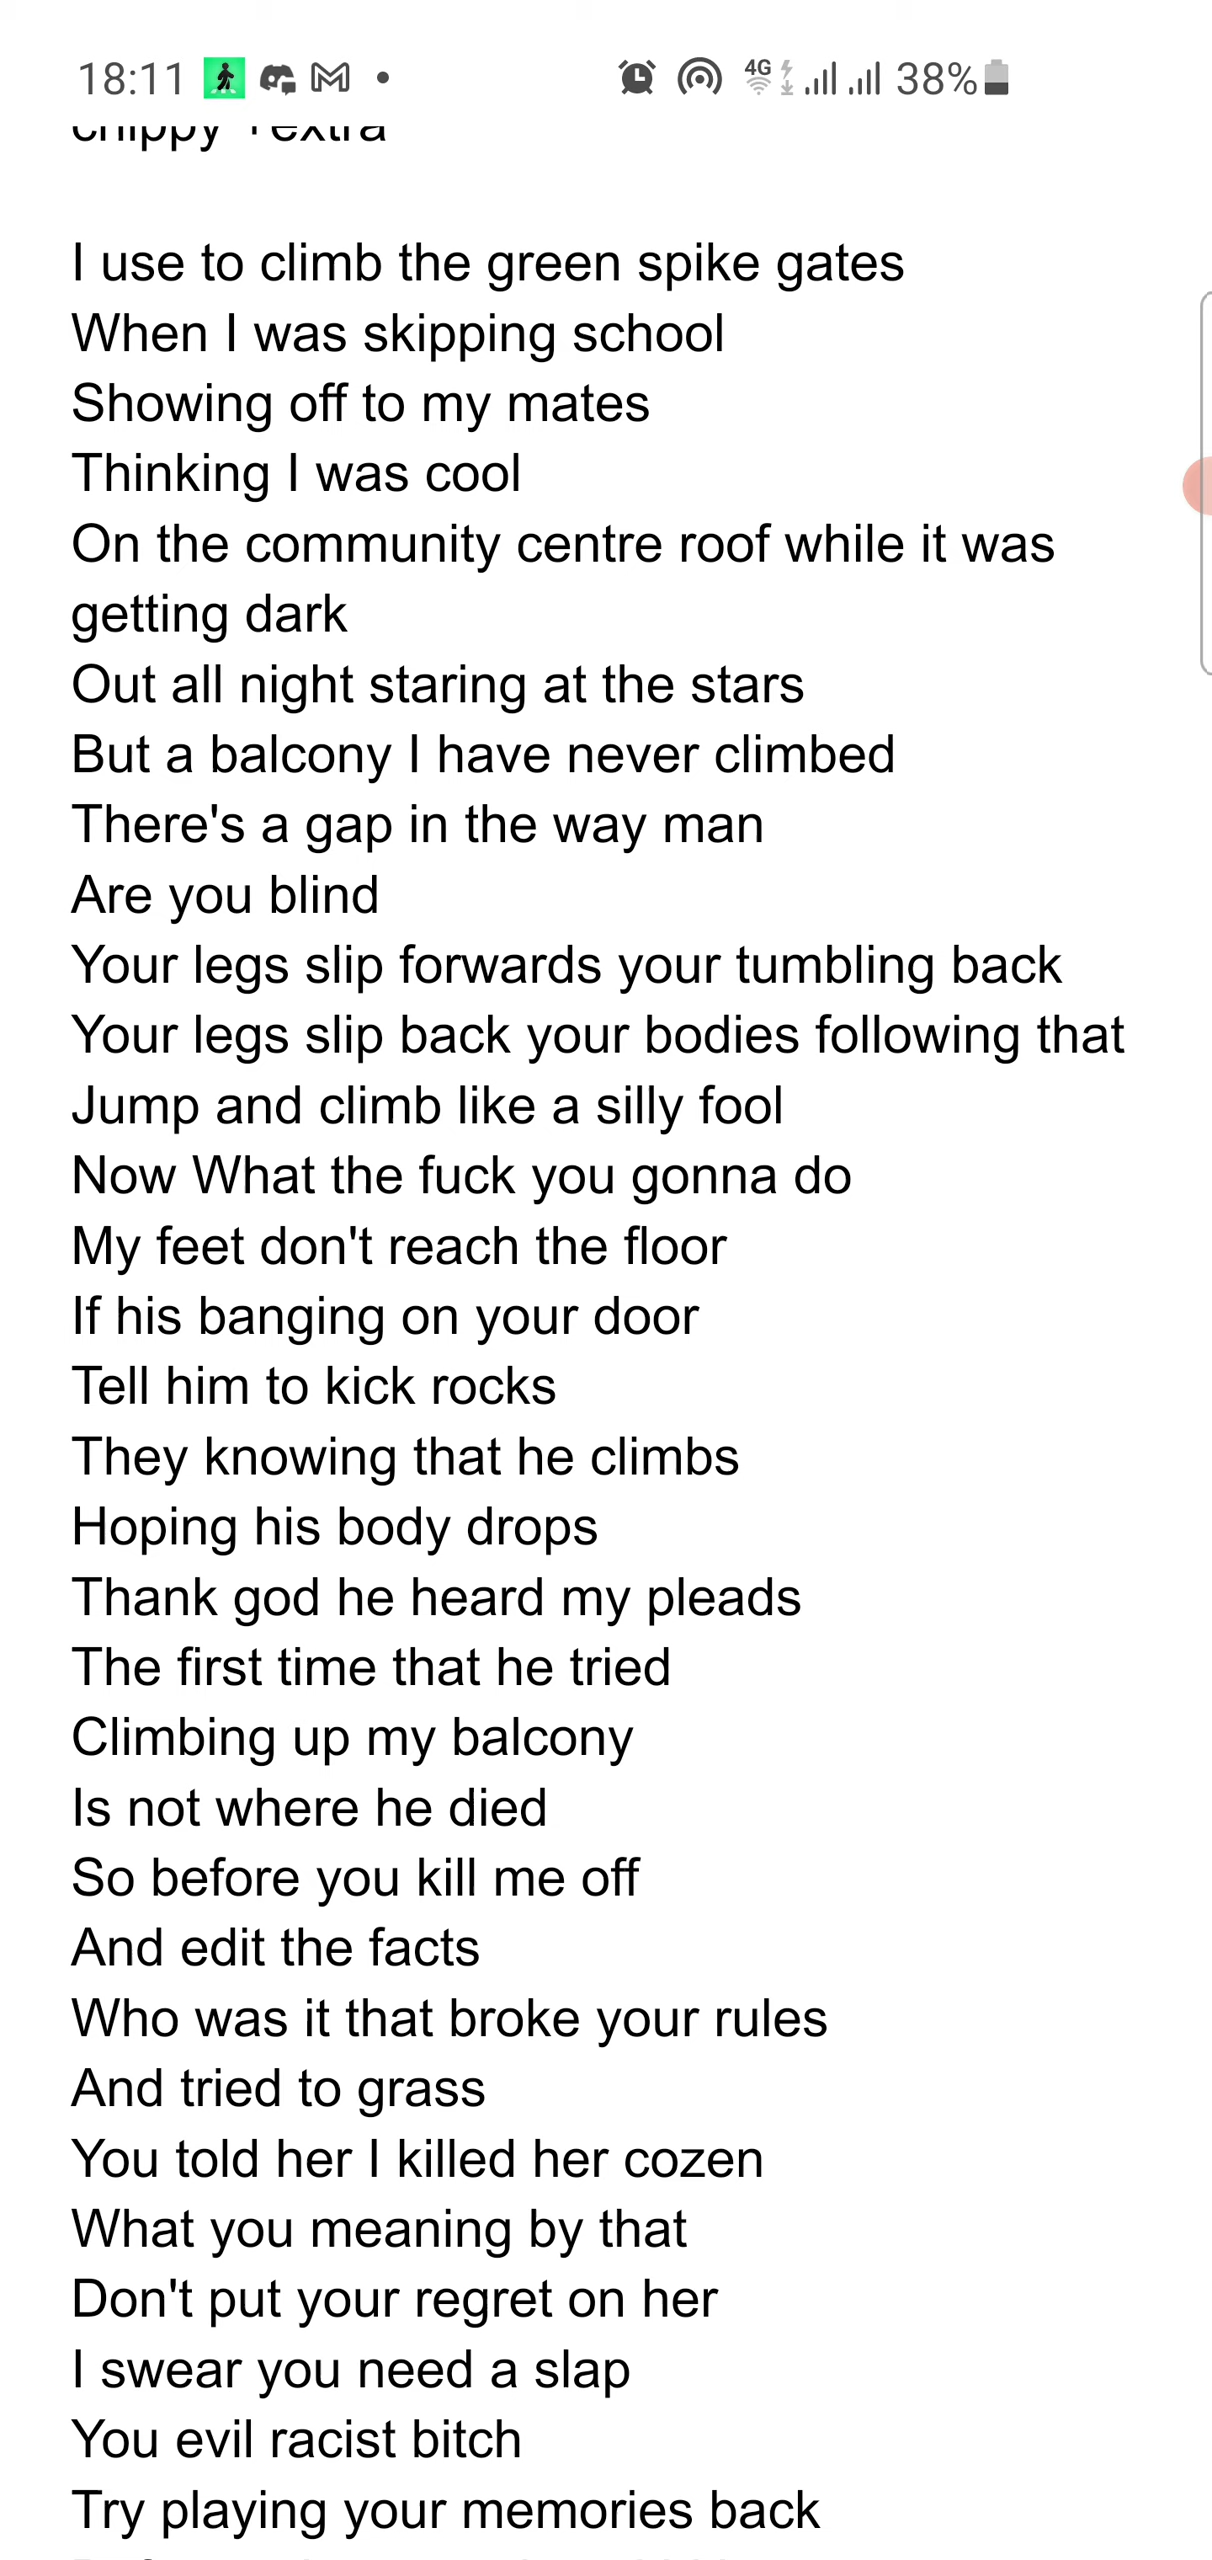 18:11 4G 38%
chippy 1 extra
I use to climb the green spike gates
When I was skipping school
Showing off to my mates
Thinking I was cool
On the community centre roof while it was
getting dark
Out all night staring at the stars
But a balcony I have never climbed
There's a gap in the way man
Are you blind
Your legs slip forwards your tumbling back
Your legs slip back your bodies following that
Jump and climb like a silly fool
Now What the fuck you gonna do
My feet don't reach the floor
If his banging on your door
Tell him to kick rocks
They knowing that he climbs
Hoping his body drops
Thank god he heard my pleads
The first time that he tried
Climbing up my balcony
Is not where he died
So before you kill me off
And edit the facts
Who was it that broke your rules
And tried to grass
You told her I killed her cozen
What you meaning by that
Don't put your regret on her
I swear you need a slap
You evil racist bitch
Try playing your memories back